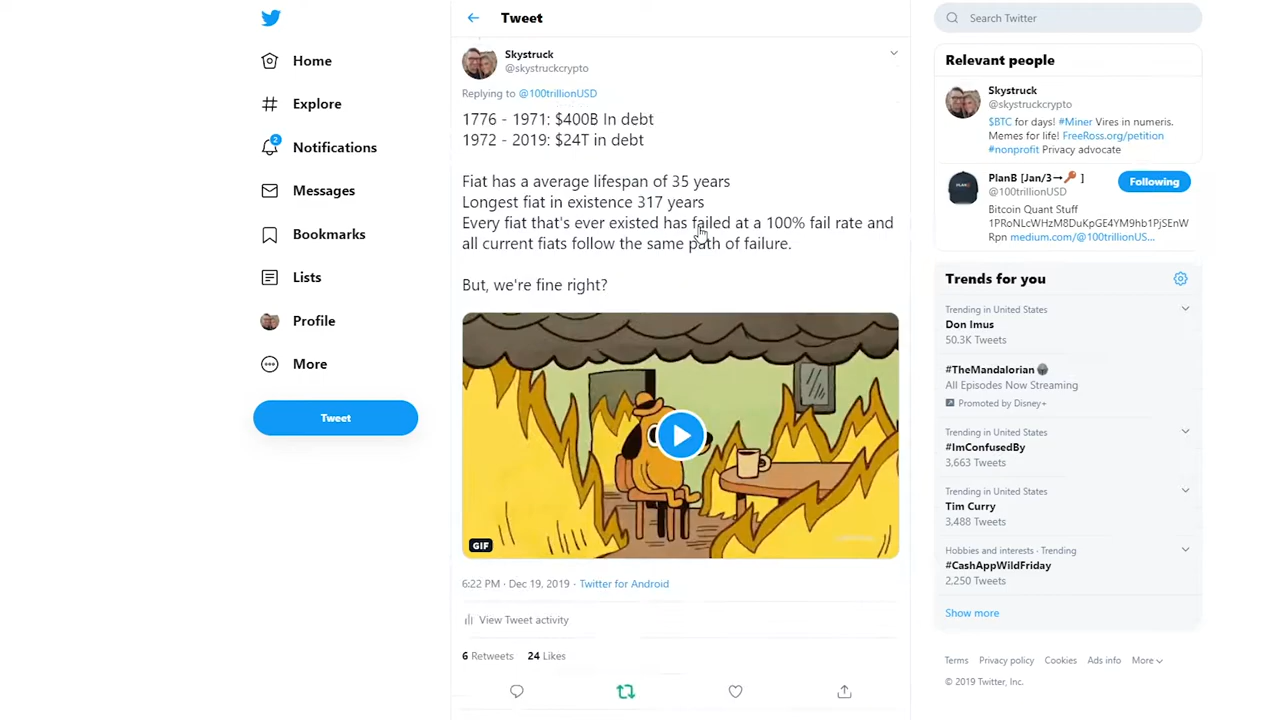 Tweet
Search Twitter
Home
Explore
2
Notifications
Messages
Bookmarks
Lists
Profile
More
Tweet
Skystruck
@skystruckcrypto
Replying to @100trillionUSD
1776 - 1971: $400B In debt
1972 - 2019: $24T in debt
Fiat has a average lifespan of 35 years
Longest fiat in existence 317 years
Every fiat that's ever existed has failed at a 100% fail rate and
all current fiats follow the same path of failure.
But, we're fine right?
GIF
6:22 PM · Dec 19, 2019 · Twitter for Android
View Tweet activity
6 Retweets 24 Likes
Relevant people
Skystruck
@skystruckcrypto
$BTC for days! #Miner Vires in numeris.
Memes for life! FreeRoss.org/petition
#nonprofit Privacy advocate
PlanB [Jan/3→🔑 ]
@100trillionUSD
Following
Bitcoin Quant Stuff
1PRoNLcWHzM8DuKpGE4YM9hb1PjSEnW
Rpn medium.com/@100trillionUS...
Trends for you
Trending in United States
Don Imus
50.3K Tweets
#TheMandalorian
All Episodes Now Streaming
Promoted by Disney+
Trending in United States
#ImConfusedBy
3,663 Tweets
Trending in United States
Tim Curry
3,488 Tweets
Hobbies and interests · Trending
#CashAppWildFriday
2,250 Tweets
Show more
Terms Privacy policy Cookies Ads info More
© 2019 Twitter, Inc.